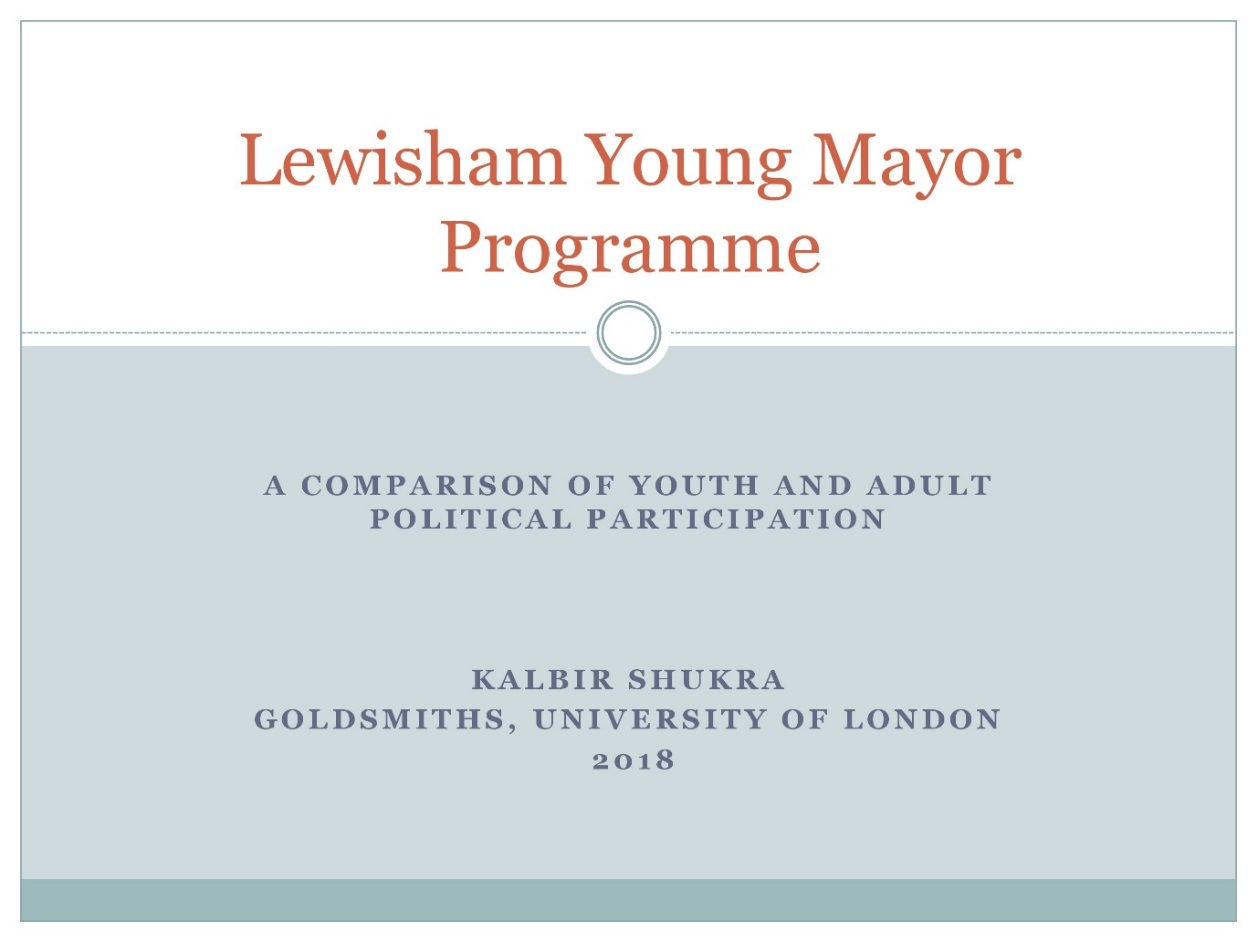 Lewisham Young Mayor
Programme
A COMPARISON OF YOUTH AND ADULT
POLITICAL PARTICIPATION
KALBIR SHUKRA
GOLDSMITHS, UNIVERSITY OF LONDON
2018